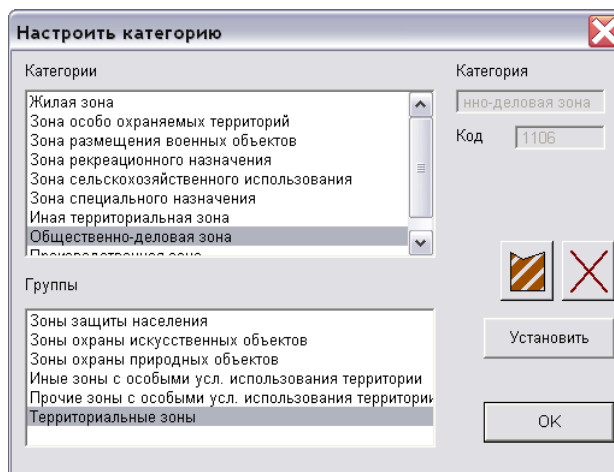 Настроить категорию
Категории
Жилая зона
Зона особо охраняемых территорий
Зона размещения военных объектов
Зона рекреационного назначения
Зона сельскохозяйственного использования
Зона специального назначения
Иная территориальная зона
Общественно-деловая зона
Производственная зона
Группы
Зоны защиты населения
Зоны охраны искусственных объектов
Зоны охраны природных объектов
Иные зоны с особыми усл. использования территории
Прочие зоны с особыми усл. использования территории
Территориальные зоны
Категория
нно-деловая зона
Код 1106
Установить
OK